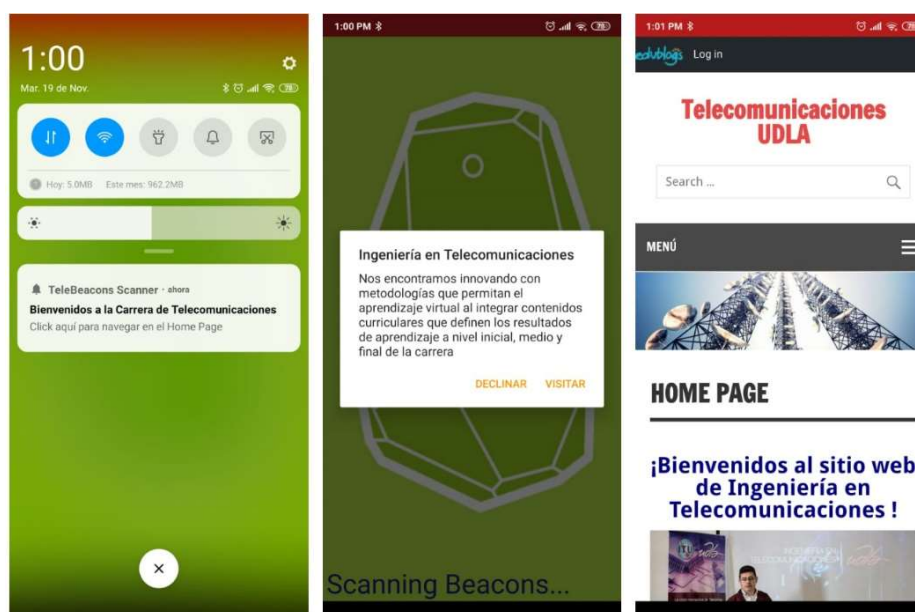 1:00
Mar. 19 de Nov.
Hoy: 5.0MB Este mes: 962.2MB
TeleBeacons Scanner · ahora
Bienvenidos a la Carrera de Telecomunicaciones
Click aquí para navegar en el Home Page
1:00 PM
Ingeniería en Telecomunicaciones
Nos encontramos innovando con
metodologías que permitan el
aprendizaje virtual al integrar contenidos
curriculares que definen los resultados
de aprendizaje a nivel inicial, medio y
final de la carrera
DECLINAR VISITAR
Scanning Beacons...
1:01 PM
edublogs Log in
Telecomunicaciones
UDLA
Search ...
MENÚ
HOME PAGE
¡Bienvenidos al sitio web
de Ingeniería en
Telecomunicaciones !